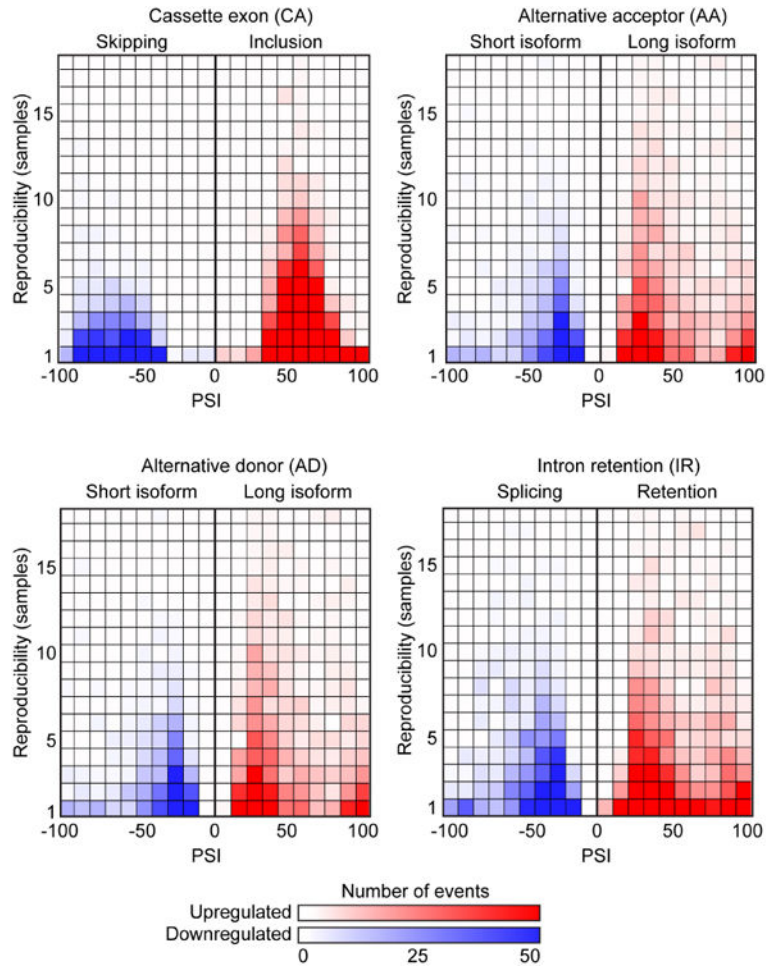 Cassette exon (CA)
Skipping
Inclusion
Reproducibility (samples)
15
10
5
1
-100
-50
0
50
100
PSI
Alternative acceptor (AA)
Short isoform
Long isoform
Reproducibility (samples)
15
10
5
1
-100
-50
0
50
100
PSI
Alternative donor (AD)
Short isoform
Long isoform
Reproducibility (samples)
15
10
5
1
-100
-50
0
50
100
PSI
Intron retention (IR)
Splicing
Retention
Reproducibility (samples)
15
10
5
1
-100
-50
0
50
100
PSI
Number of events
Upregulated
Downregulated
0
25
50